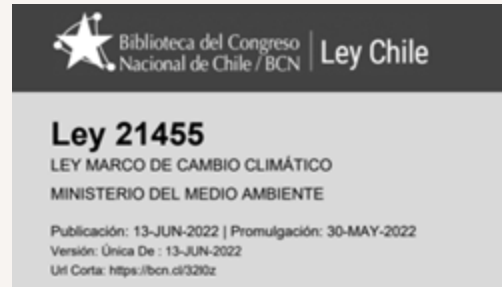 Biblioteca del Congreso
Nacional de Chile / BCN
Ley Chile
Ley 21455
LEY MARCO DE CAMBIO CLIMÁTICO
MINISTERIO DEL MEDIO AMBIENTE
Publicación: 13-JUN-2022 | Promulgación: 30-MAY-2022
Versión: Única De : 13-JUN-2022
Url Corta: https://bcn.cl/32l0z